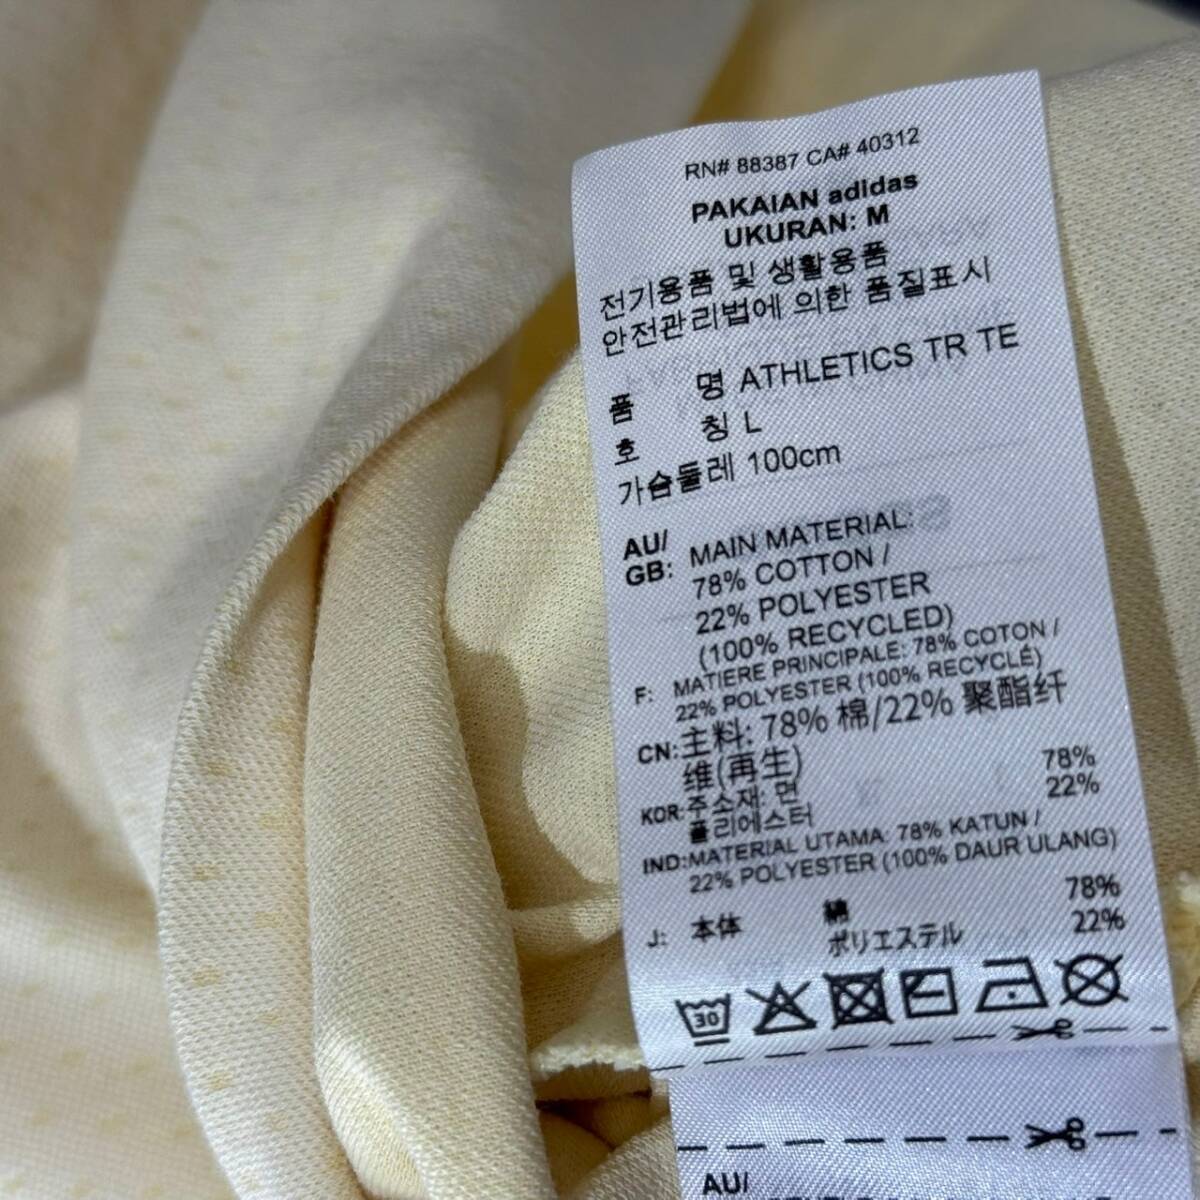 RN# 88387 CA# 40312
PAKAIAN adidas
UKURAN: M
전기용품 및 생활용품
안전관리법에 의한 품질표시
품 명 ATHLETICS TR TE
호 칭 L
가슴둘레 100cm
AU/ GB: MAIN MATERIAL:
78% COTTON /
22% POLYESTER
(100% RECYCLED)
F: MATIERE PRINCIPALE: 78% COTON /
22% POLYESTER (100% RECYCLÉ)
CN: 主料: 78% 棉/22% 聚酯纤
维(再生)
KOR: 주소재: 면 78%
폴리에스터 22%
IND: MATERIAL UTAMA: 78% KATUN /
22% POLYESTER (100% DAUR ULANG)
J: 本体 綿 78%
ポリエステル 22%
30
AU/